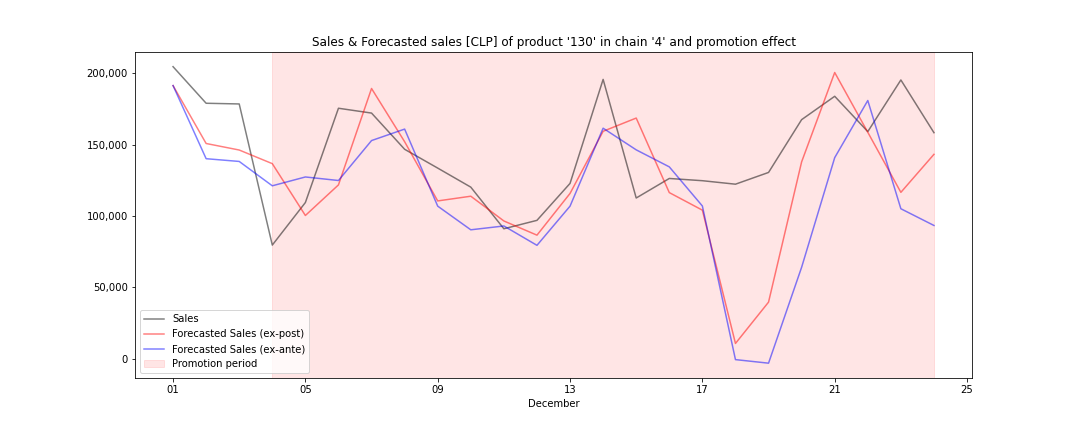 Sales & Forecasted sales [CLP] of product '130' in chain '4' and promotion effect
200,000
150,000
100,000
50,000
0
Sales
Forecasted Sales (ex-post)
Forecasted Sales (ex-ante)
Promotion period
01 05 09 13 17 21 25
December